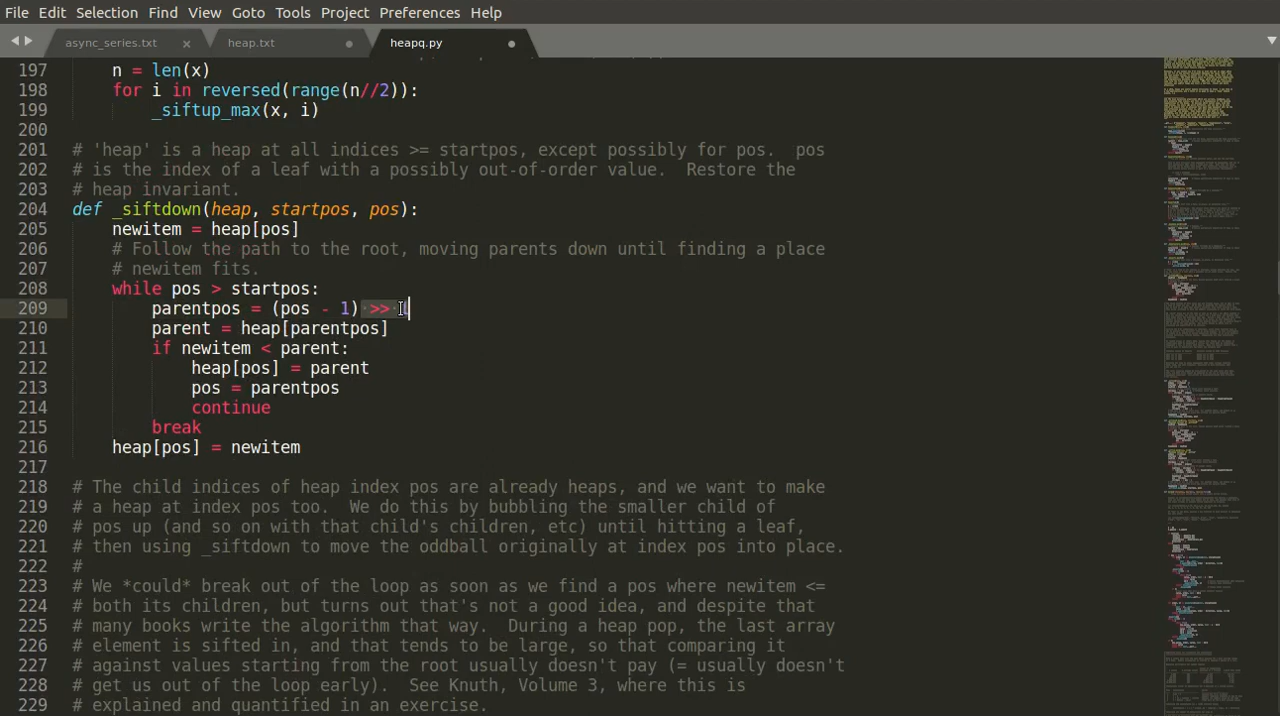 File Edit Selection Find View Goto Tools Project Preferences Help
async_series.txt heap.txt heapq.py
197 n = len(x)
198 for i in reversed(range(n//2)):
199 _siftup_max(x, i)
200
201 # 'heap' is a heap at all indices >= startpos, except possibly for pos. pos
202 # is the index of a leaf with a possibly out-of-order value. Restore the
203 # heap invariant.
204 def _siftdown(heap, startpos, pos):
205 newitem = heap[pos]
206 # Follow the path to the root, moving parents down until finding a place
207 # newitem fits.
208 while pos > startpos:
209 parentpos = (pos - 1) >>
210 parent = heap[parentpos]
211 if newitem < parent:
212 heap[pos] = parent
213 pos = parentpos
214 continue
215 break
216 heap[pos] = newitem
217
218 # The child indices of heap index pos are already heaps, and we want to make
219 # a heap at index pos too. We do this by bubbling the smaller child of
220 # pos up (and so on with that child's children, etc) until hitting a leaf,
221 # then using _siftdown to move the oddball originally at index pos into place.
222 #
223 # We *could* break out of the loop as soon as we find a pos where newitem <=
224 # both its children, but turns out that's not a good idea, and despite that
225 # many books write the algorithm that way. During a heap pop, the last array
226 # element is sifted in, and that tends to be large, so that comparing it
227 # against values starting from the root usually doesn't pay (= usually doesn't
228 # get us out of the loop early). See Knuth, Volume 3, where this is
229 # explained and quantified in an exercise.